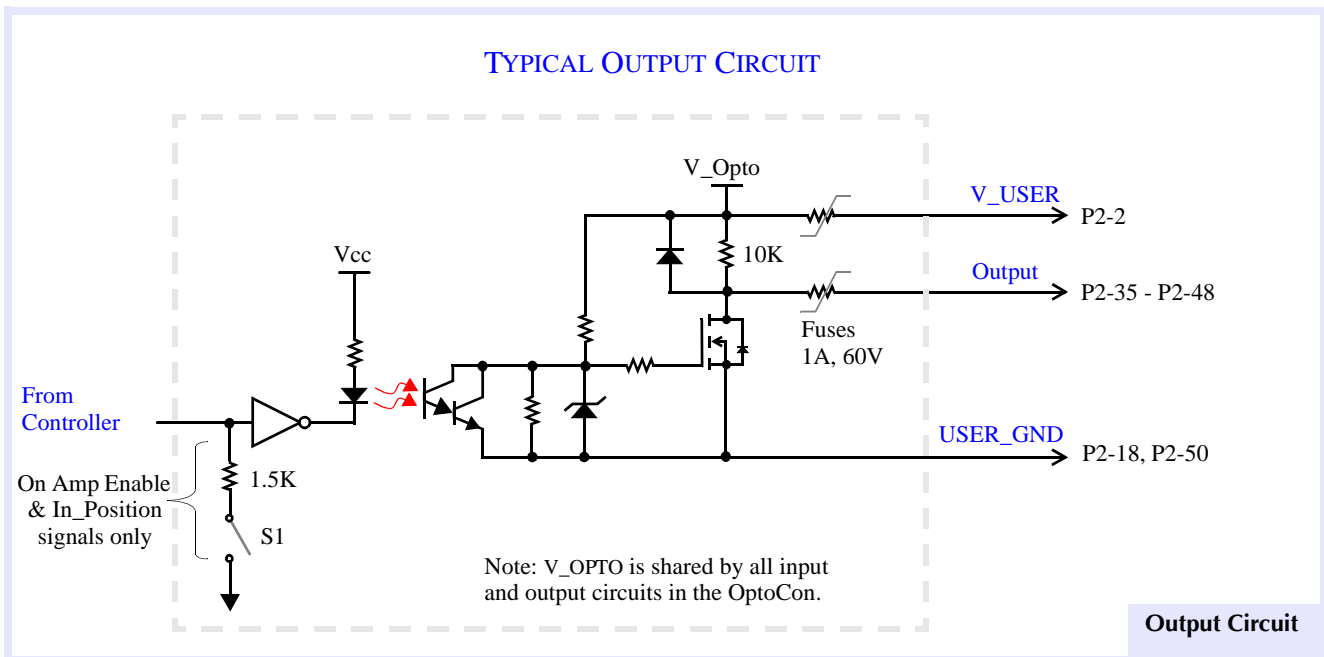 TYPICAL OUTPUT CIRCUIT
V_Opto
V_USER
P2-2
Vcc
10K
Output
P2-35 - P2-48
Fuses
1A, 60V
From
Controller
USER_GND
P2-18, P2-50
On Amp Enable
& In_Position
signals only
1.5K
S1
Note: V_OPTO is shared by all input
and output circuits in the OptoCon.
Output Circuit